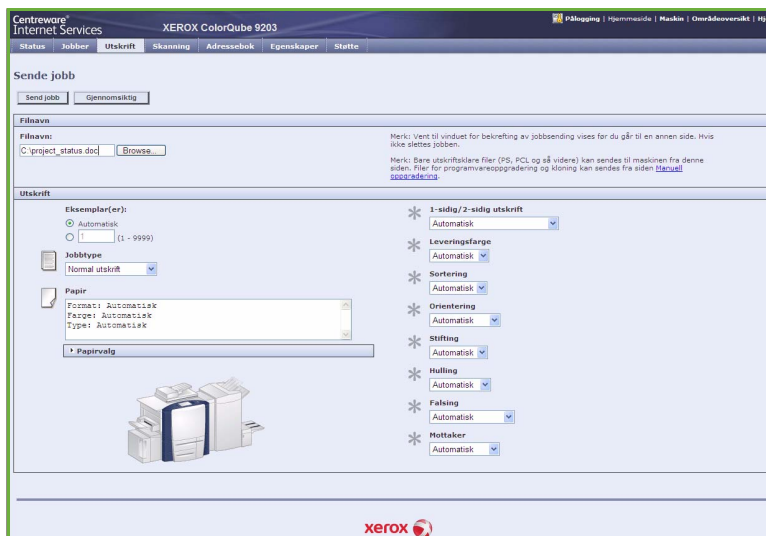 Centreware®
Internet Services
XEROX ColorQube 9203
Pålogging | Hjemmeside | Maskin | Områdeoversikt | Hj
Status Jobber Utskrift Skanning Adressebok Egenskaper Støtte
Sende jobb
Send jobb Gjennomsiktig
Filnavn
Filnavn:
C:\project_status.doc Browse...
Merk: Vent til vinduet for bekrefting av jobbsending vises før du går til en annen side. Hvis
ikke slettes jobben.
Merk: Bare utskriftsklare filer (PS, PCL og så videre) kan sendes til maskinen fra denne
siden. Filer for programvareoppgradering og kloning kan sendes fra siden Manuell
oppgradering.
Utskrift
Eksemplar(er):
Automatisk
1 (1 - 9999)
Jobbtype
Normal utskrift
Papir
Format: Automatisk
Farge: Automatisk
Type: Automatisk
Papirvalg
1-sidig/2-sidig utskrift
Automatisk
Leveringsfarge
Automatisk
Sortering
Automatisk
Orientering
Automatisk
Stifting
Automatisk
Hulling
Automatisk
Falsing
Automatisk
Mottaker
Automatisk
xerox